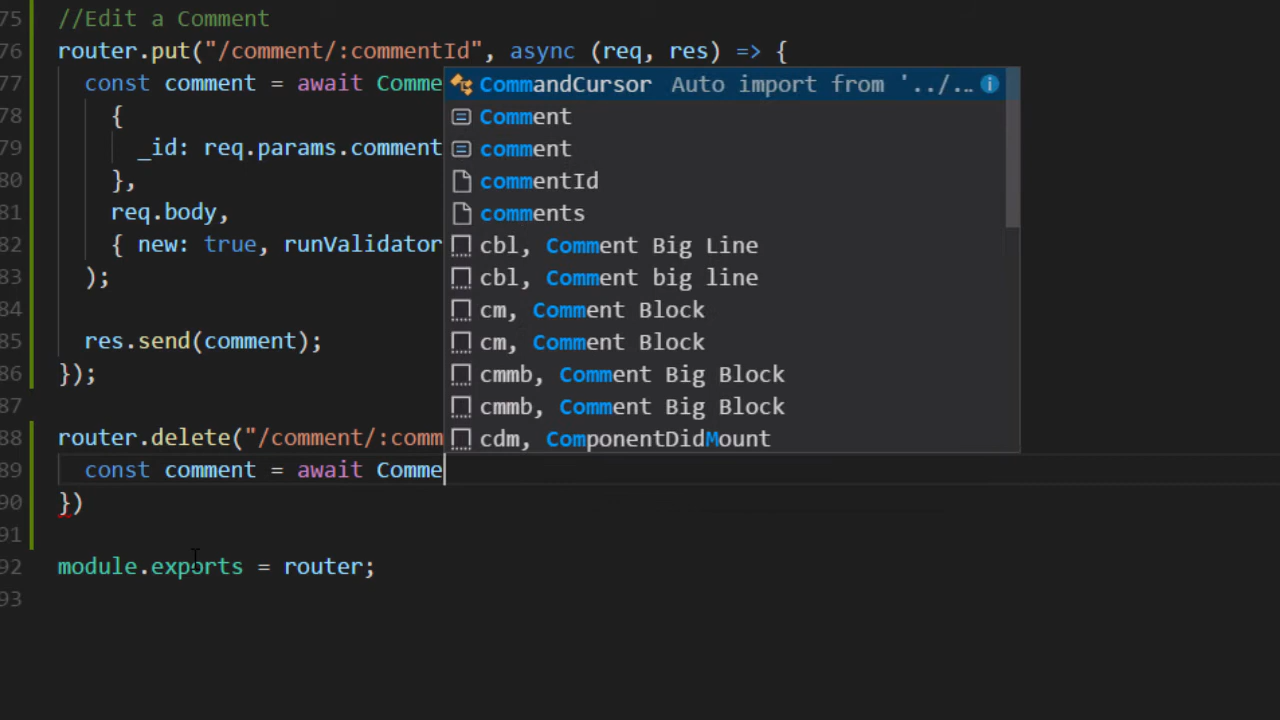 75 //Edit a Comment
76 router.put("/comment/:commentId", async (req, res) => {
77 const comment = await Comme
78 {
79 _id: req.params.comment
80 },
81 req.body,
82 { new: true, runValidator
83 );
84
85 res.send(comment);
86 });
87
88 router.delete("/comment/:comm
89 const comment = await Comme
90 })
91
92 module.exports = router;
93
CommandCursor Auto import from '../…
Comment
comment
commentId
comments
cbl, Comment Big Line
cbl, Comment big line
cm, Comment Block
cm, Comment Block
cmmb, Comment Big Block
cmmb, Comment Big Block
cdm, ComponentDidMount